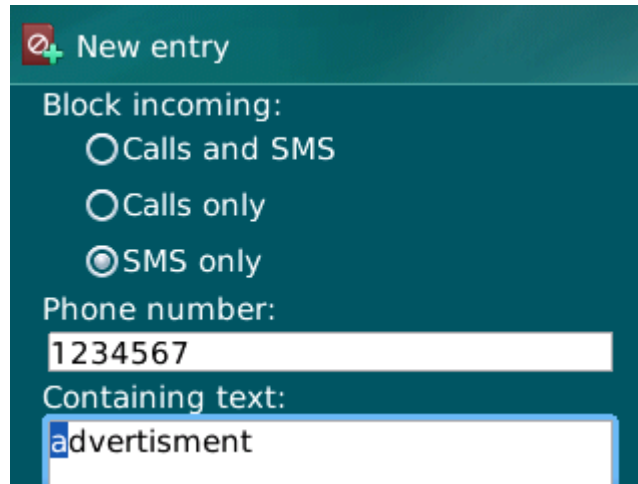 New entry
Block incoming:
Calls and SMS
Calls only
SMS only
Phone number:
1234567
Containing text:
advertisment